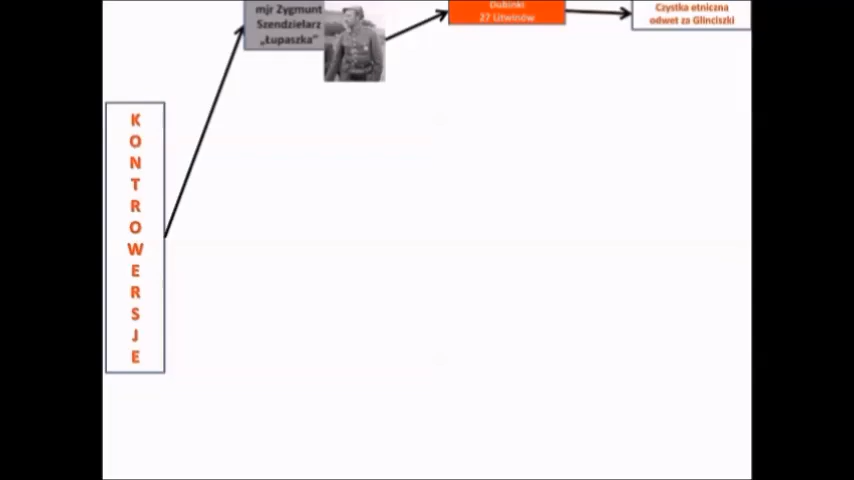 mjr Zygmunt
Szendzielarz
„Łupaszka”
Dubinki
27 Litwinów
Czystka etniczna
odwet za Glinciszki
K
O
N
T
R
O
W
E
R
S
J
E